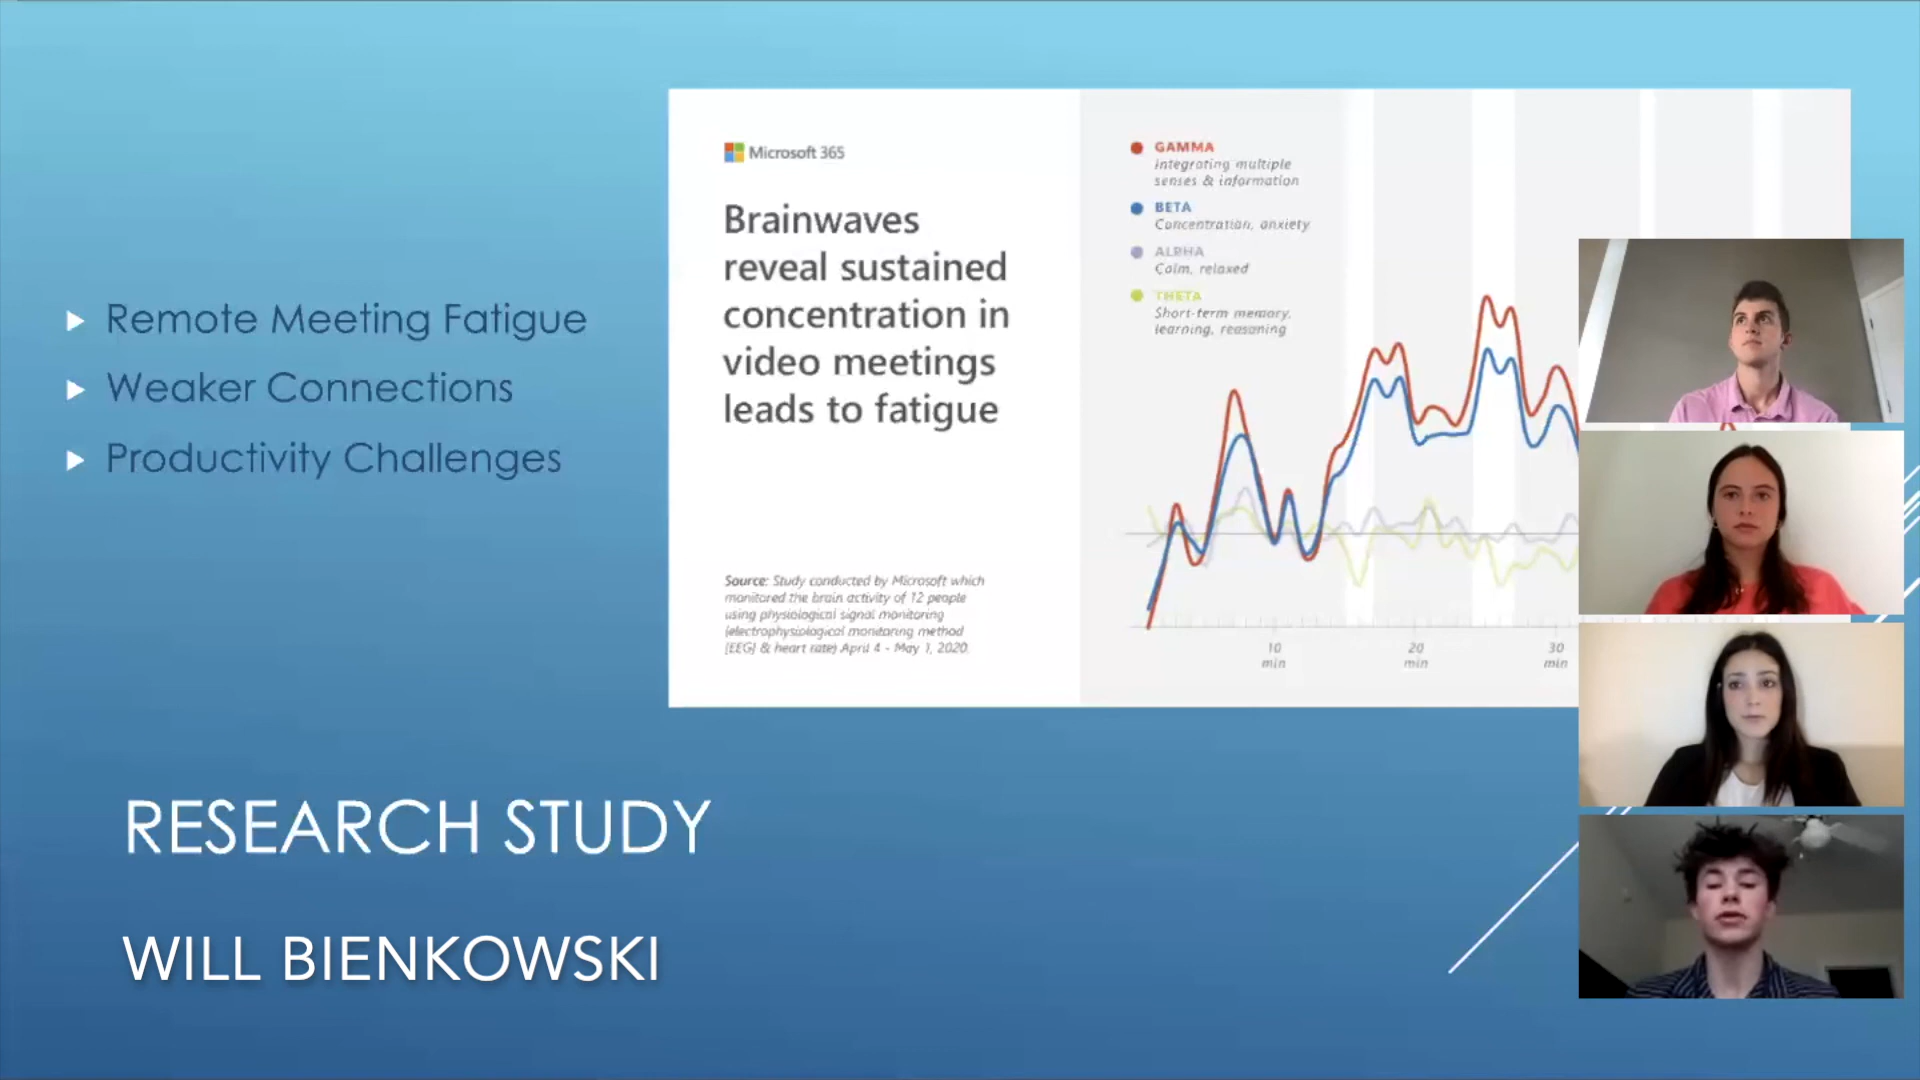 Remote Meeting Fatigue
Weaker Connections
Productivity Challenges
Microsoft 365
Brainwaves
reveal sustained
concentration in
video meetings
leads to fatigue
Source: Study conducted by Microsoft which
monitored the brain activity of 12 people
using physiological signal monitoring
(electrophysiological monitoring method
[EEG] & heart rate) April 4 - May 1, 2020.
GAMMA
Integrating multiple
senses & information
BETA
Concentration, anxiety
ALPHA
Calm, relaxed
THETA
Short-term memory,
learning, reasoning
10
min
20
min
30
min
RESEARCH STUDY
WILL BIENKOWSKI